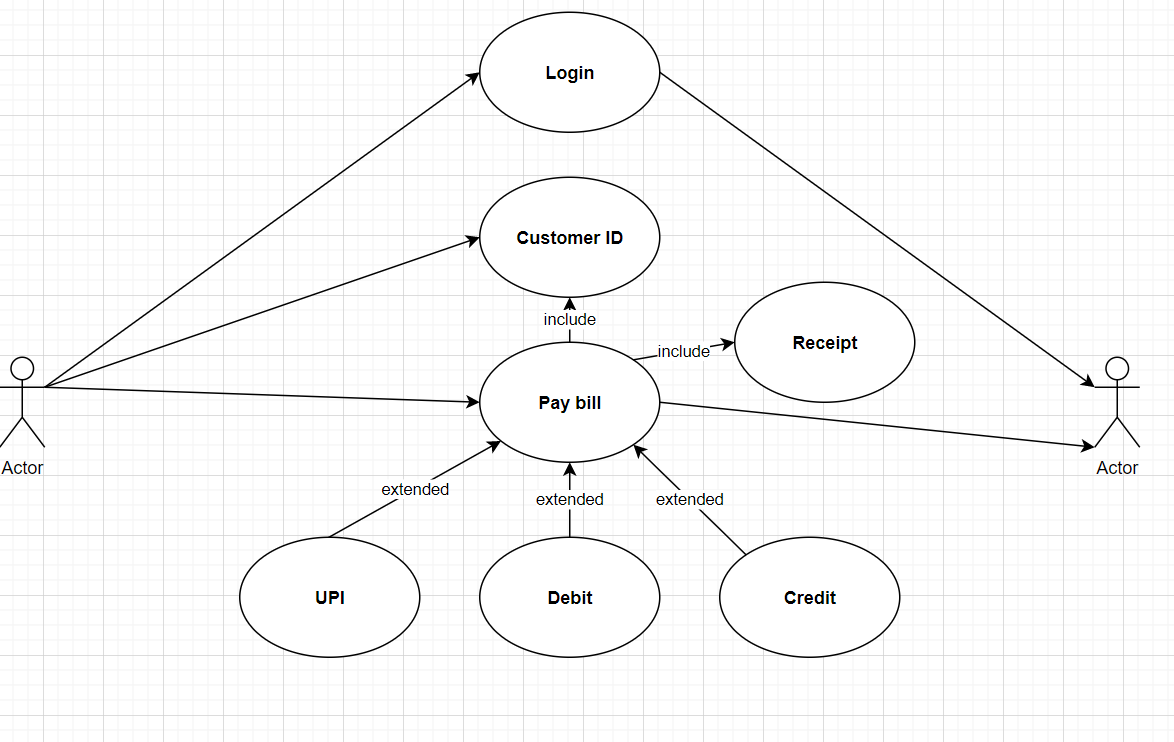 Login
Customer ID
include
Receipt
include
Pay bill
Actor
Actor
extended
extended
extended
UPI
Debit
Credit